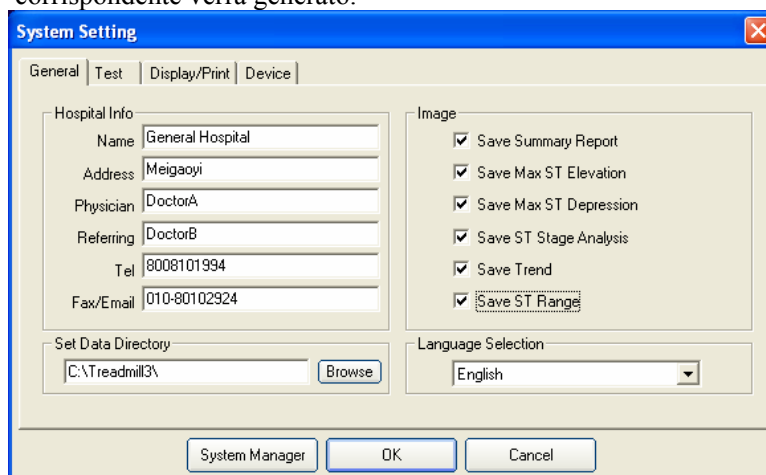 corrispondente verrà generato.
System Setting
General Test Display/Print Device
Hospital Info
Name General Hospital
Address Meigaoyi
Physician DoctorA
Referring DoctorB
Tel 8008101994
Fax/Email 010-80102924
Image
Save Summary Report
Save Max ST Elevation
Save Max ST Depression
Save ST Stage Analysis
Save Trend
Save ST Range
Set Data Directory
C:\Treadmill3\ Browse
Language Selection
English
System Manager OK Cancel